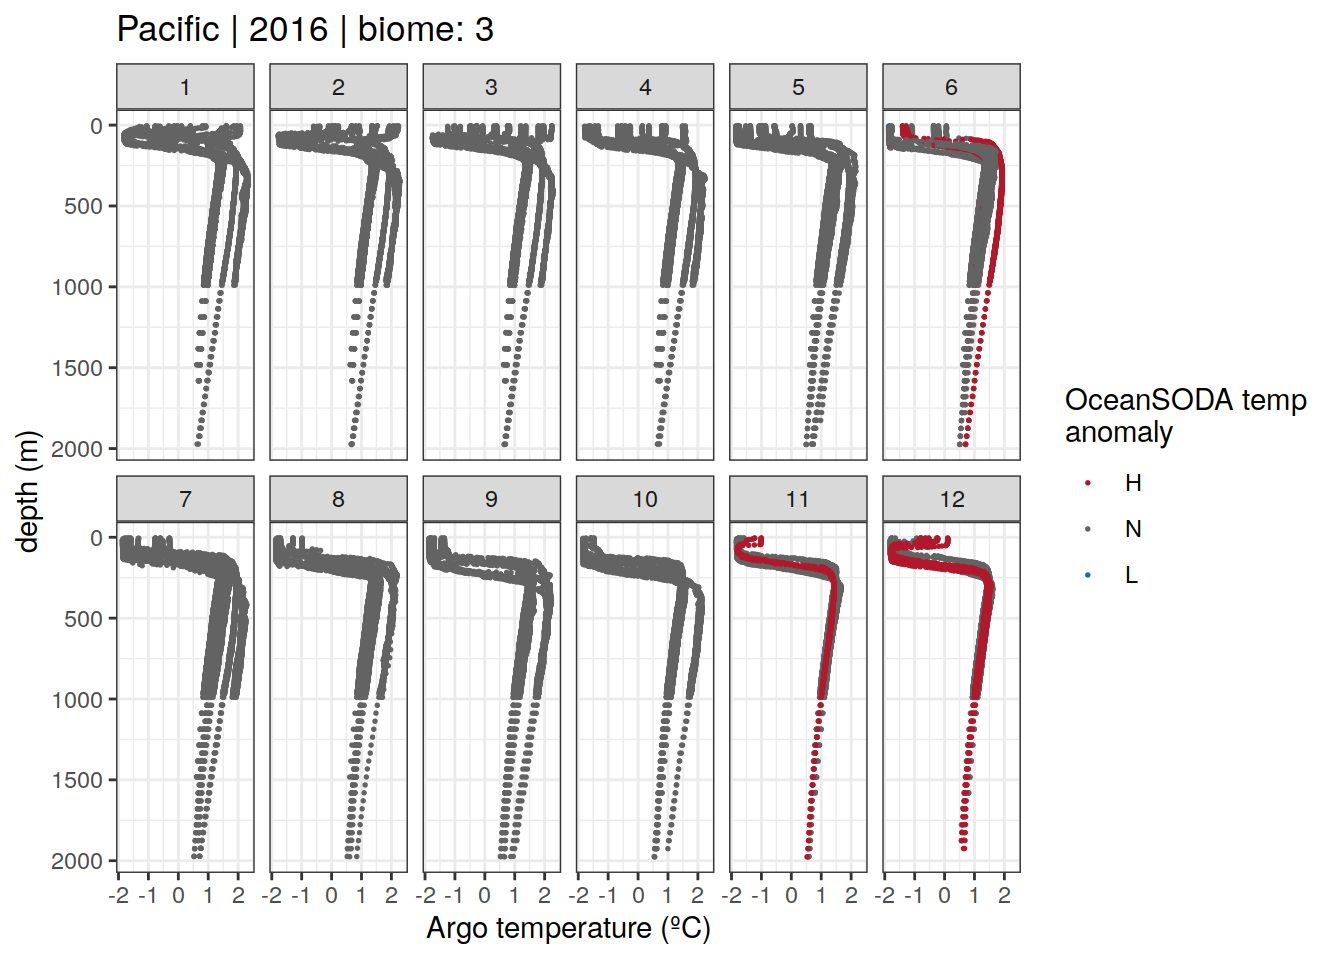 Pacific | 2016 | biome: 3
1 2 3 4 5 6
0
500
1000
1500
2000
7 8 9 10 11 12
0
500
1000
1500
2000
-2 -1 0 1 2 -2 -1 0 1 2 -2 -1 0 1 2 -2 -1 0 1 2 -2 -1 0 1 2 -2 -1 0 1 2
Argo temperature (ºC)
depth (m)
OceanSODA temp
anomaly
H
N
L